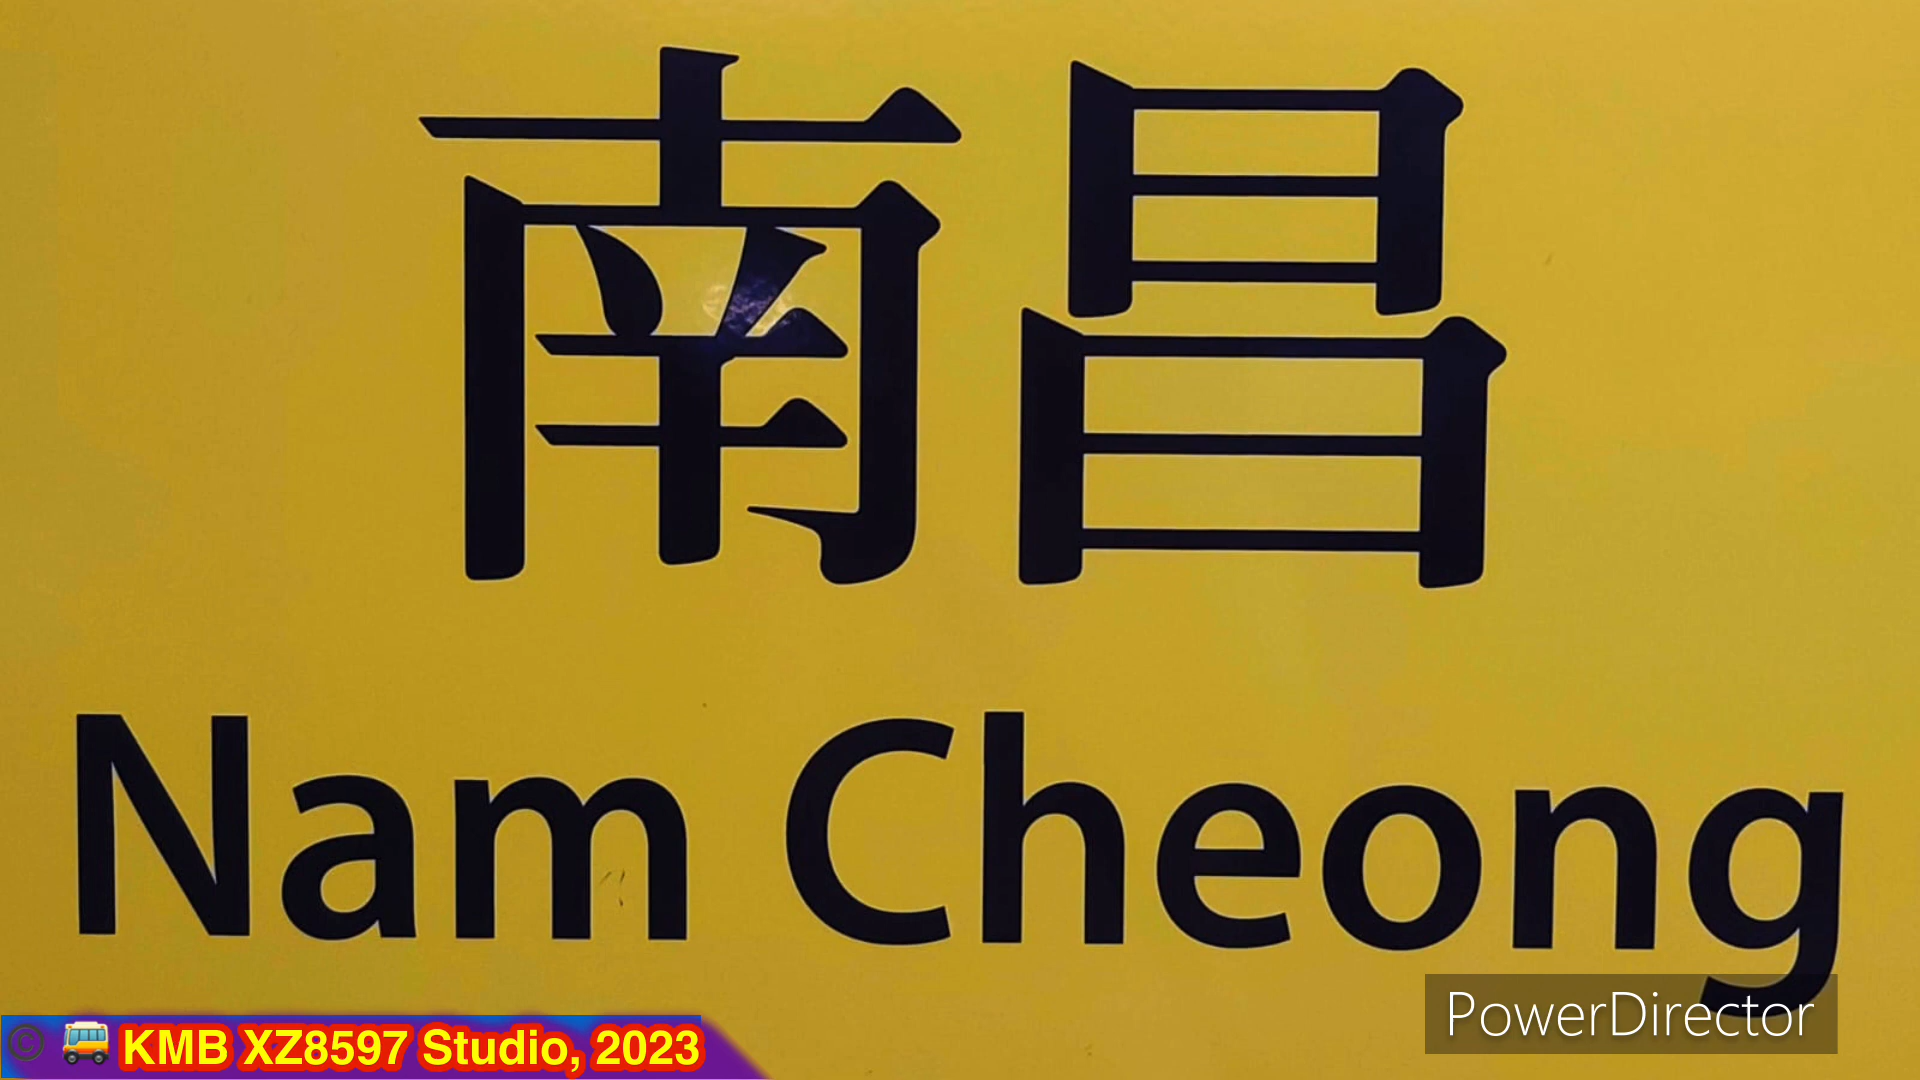 南昌
Nam Cheong
PowerDirector
© 🚌 KMB XZ8597 Studio, 2023